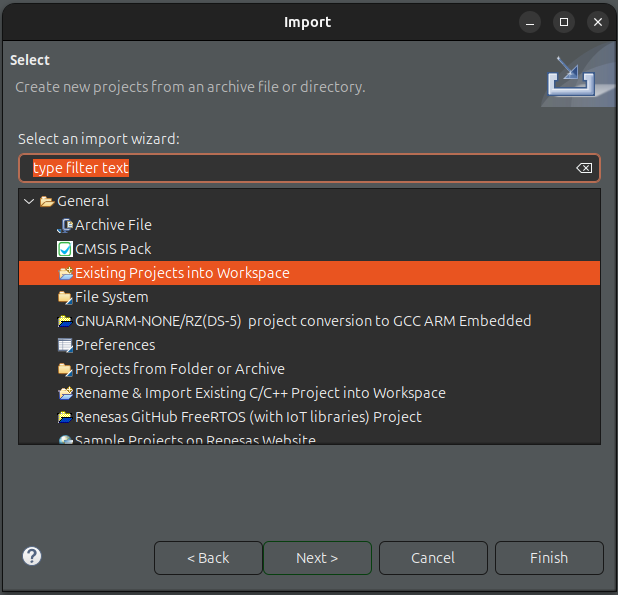 Import
Select
Create new projects from an archive file or directory.
Select an import wizard:
type filter text
General
Archive File
CMSIS Pack
Existing Projects into Workspace
File System
GNUARM-NONE/RZ(DS-5)  project conversion to GCC ARM Embedded
Preferences
Projects from Folder or Archive
Rename & Import Existing C/C++ Project into Workspace
Renesas GitHub FreeRTOS (with IoT libraries) Project
Sample Projects on Renesas Website
? < Back Next > Cancel Finish